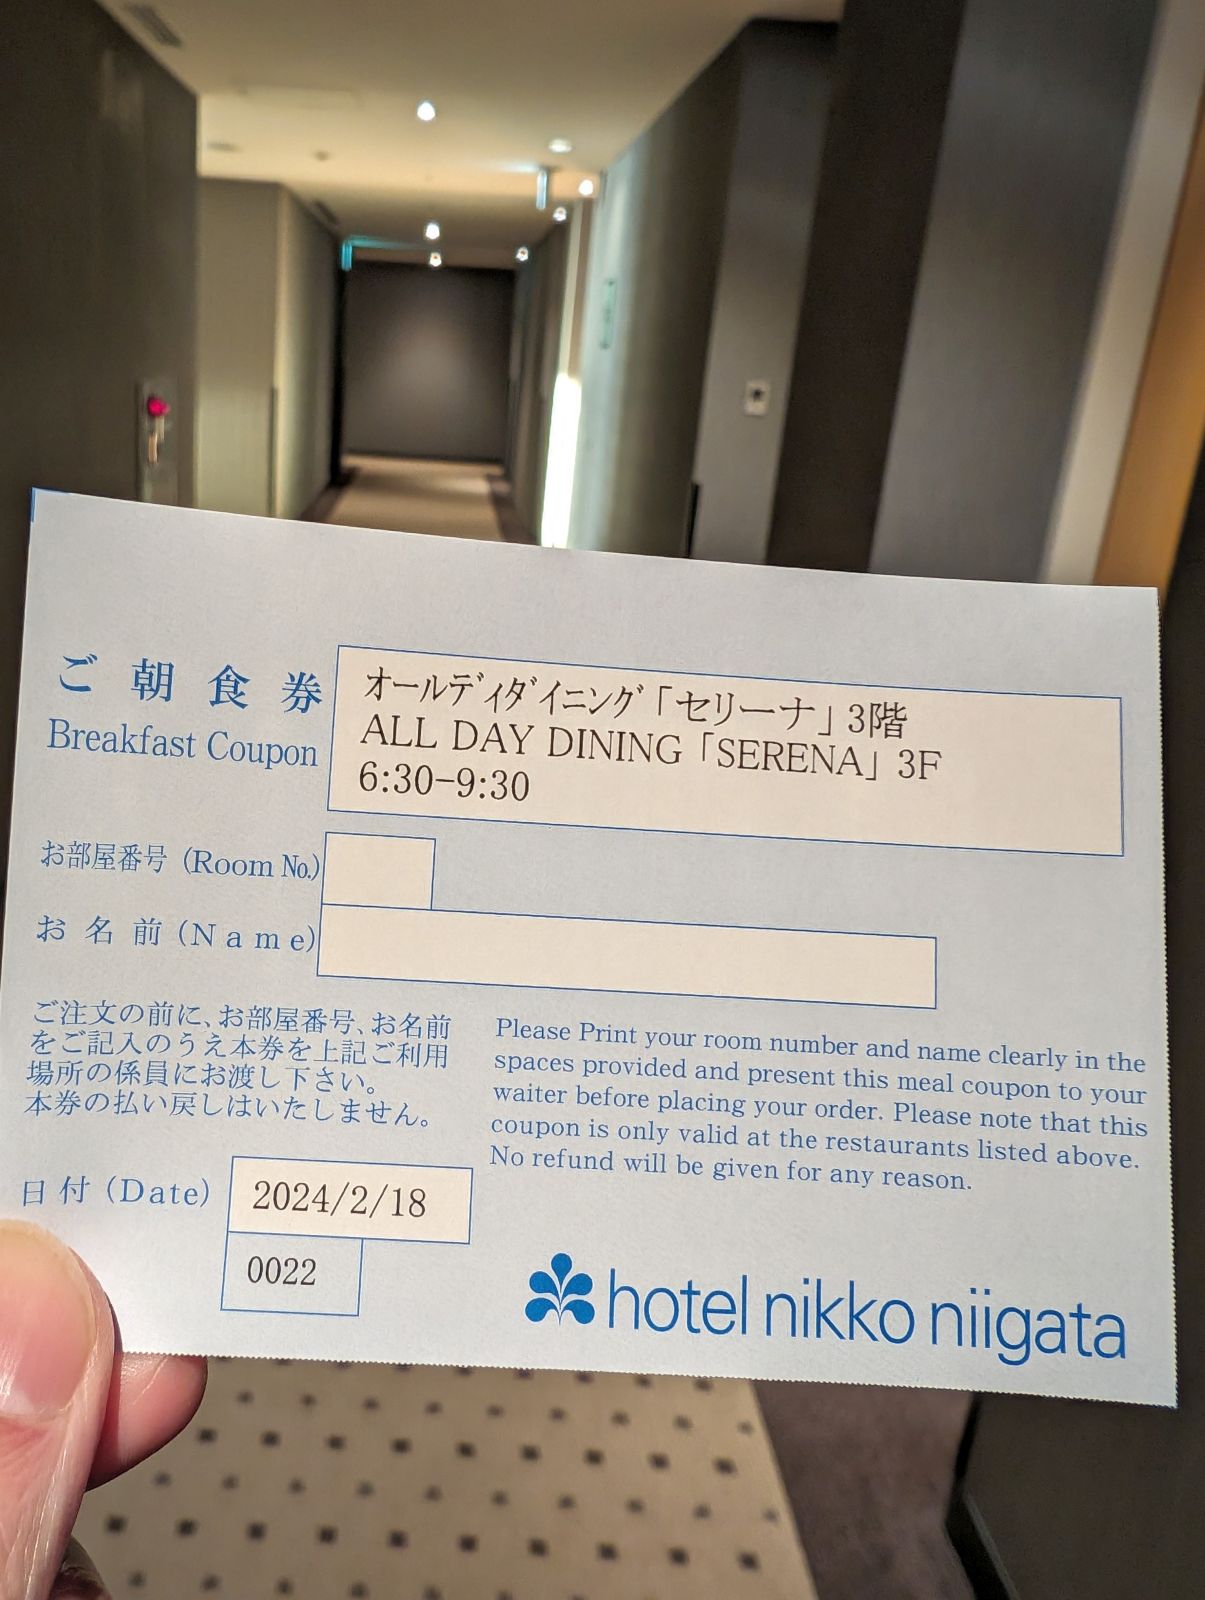 ご朝食券
Breakfast Coupon
オールディダイニング「セリーナ」3階
ALL DAY DINING「SERENA」3F
6:30-9:30
お部屋番号 (Room No.)
お名前 (Name)
ご注文の前に、お部屋番号、お名前
をご記入のうえ本券を上記ご利用
場所の係員にお渡し下さい。
本券の払い戻しはいたしません。
Please Print your room number and name clearly in the
spaces provided and present this meal coupon to your
waiter before placing your order. Please note that this
coupon is only valid at the restaurants listed above.
No refund will be given for any reason.
日付 (Date)
2024/2/18
0022
hotel nikko niigata